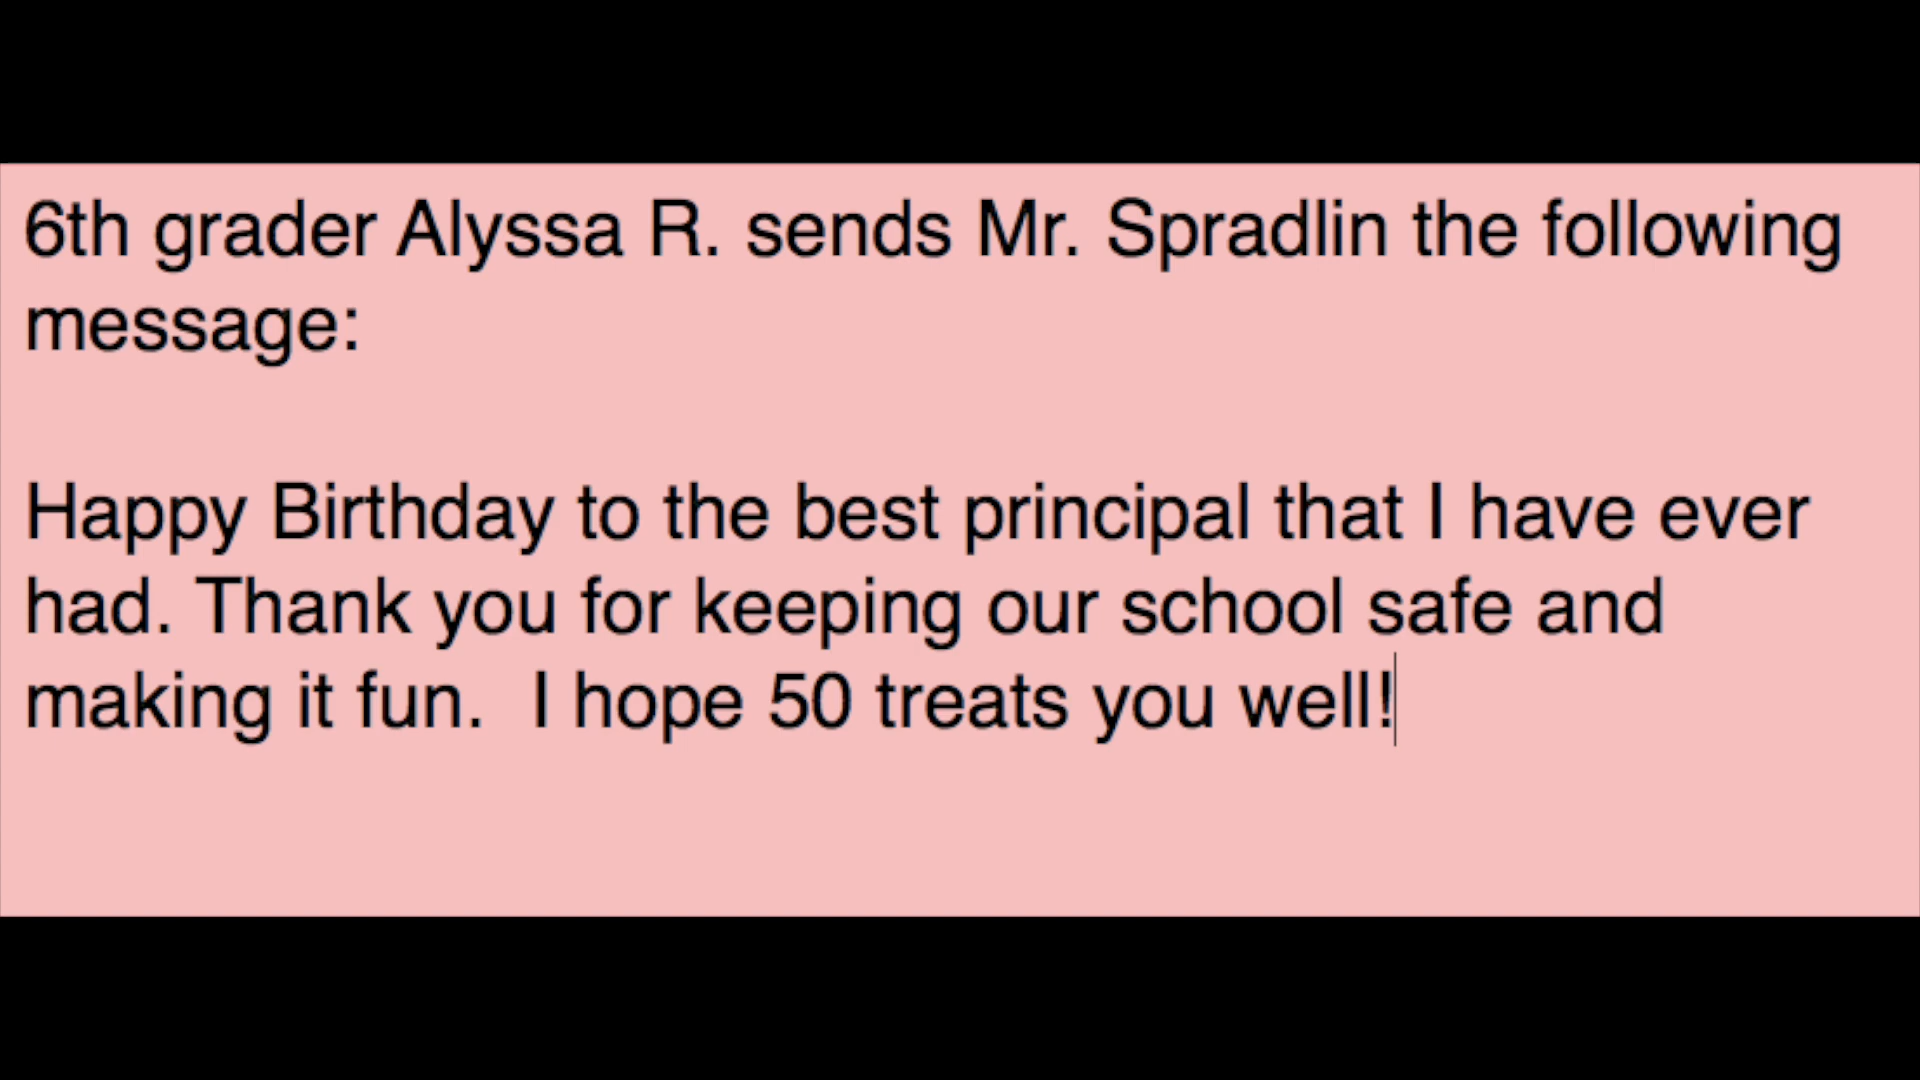 6th grader Alyssa R. sends Mr. Spradlin the following
message:
Happy Birthday to the best principal that I have ever
had. Thank you for keeping our school safe and
making it fun.  I hope 50 treats you well!